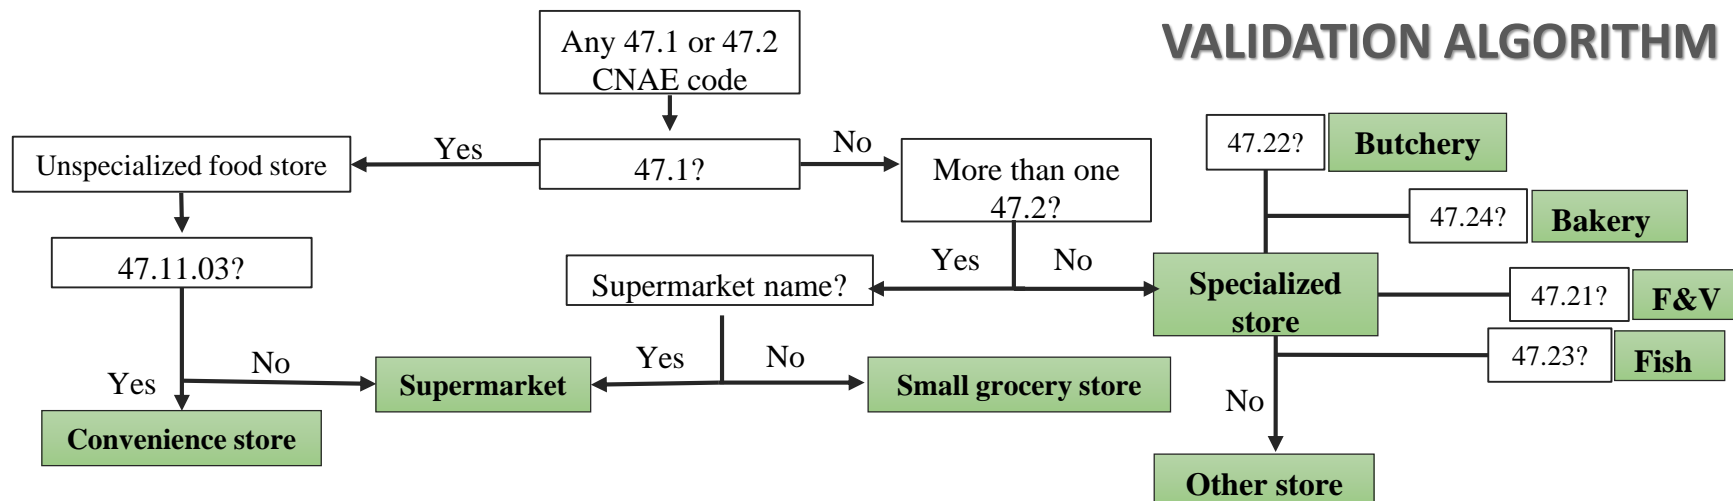 VALIDATION ALGORITHM
Any 47.1 or 47.2
CNAE code
Unspecialized food store
Yes
47.1?
No
More than one
47.2?
47.22?
Butchery
47.24?
Bakery
47.11.03?
Supermarket name?
Yes
No
Specialized
store
47.21?
F&V
47.23?
Fish
Yes
No
Supermarket
Yes
No
Small grocery store
No
Convenience store
Other store